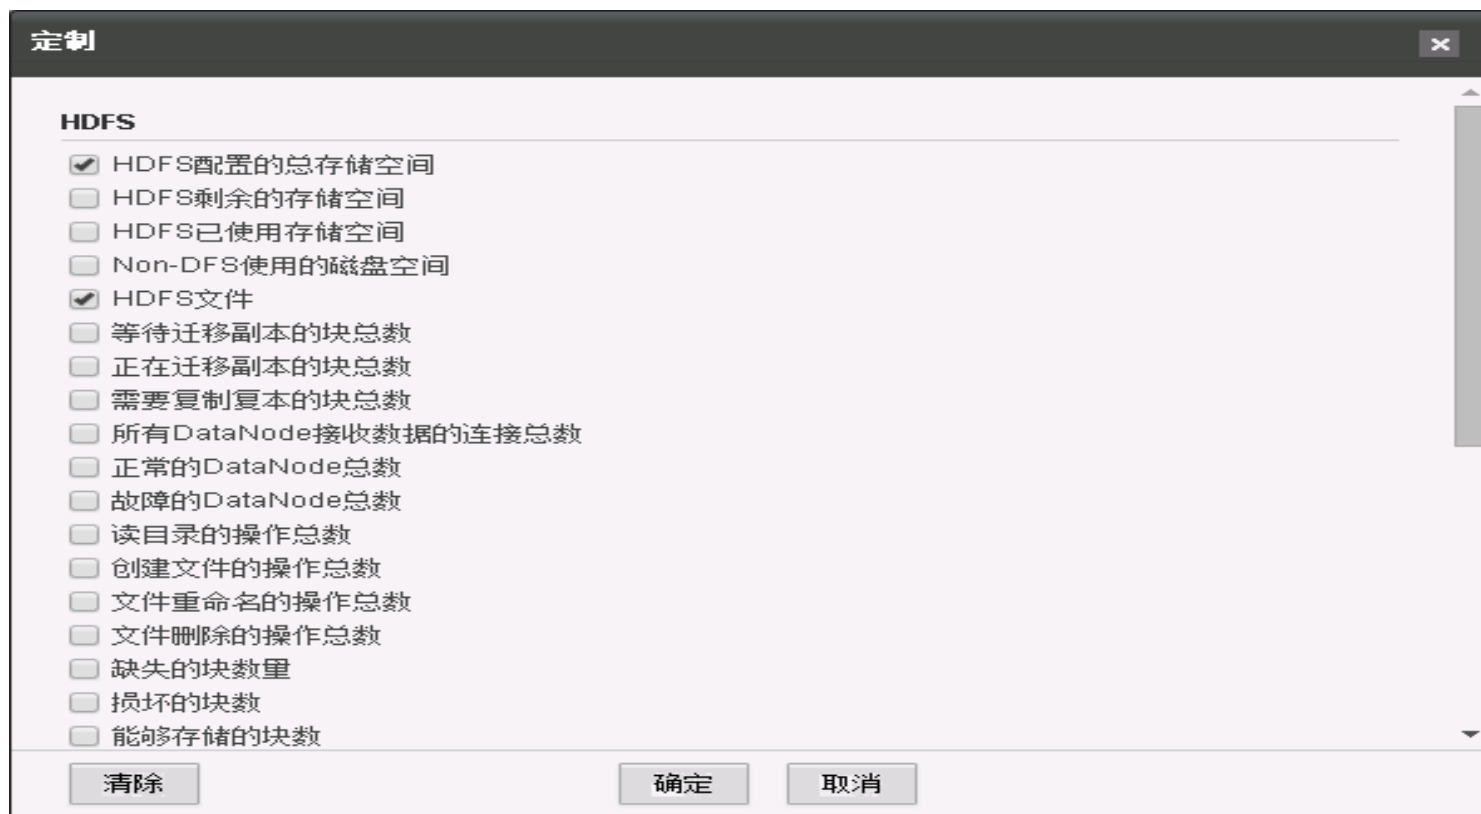 定制
HDFS
HDFS配置的总存储空间
HDFS剩余的存储空间
HDFS已使用存储空间
Non-DFS使用的磁盘空间
HDFS文件
等待迁移副本的块总数
正在迁移副本的块总数
需要复制复本的块总数
所有DataNode接收数据的连接总数
正常的DataNode总数
故障的DataNode总数
读目录的操作总数
创建文件的操作总数
文件重命名的操作总数
文件删除的操作总数
缺失的块数量
损坏的块数
能够存储的块数
清除 确定 取消